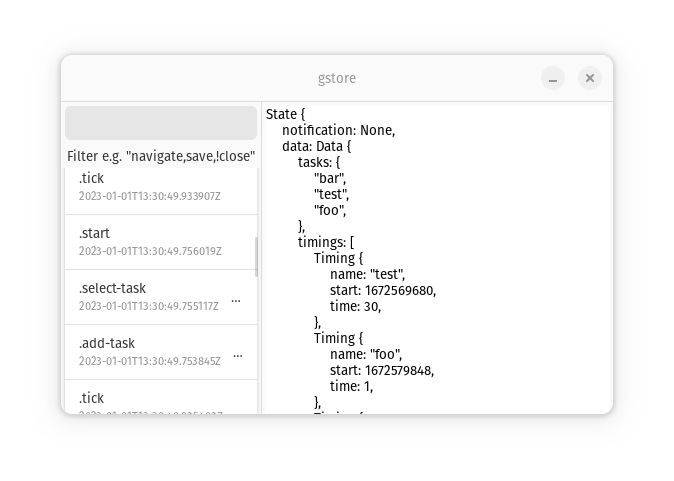 gstore
Filter e.g. "navigate,save,!close"
.tick
2023-01-01T13:30:49.933907Z
.start
2023-01-01T13:30:49.756019Z
.select-task
2023-01-01T13:30:49.755117Z
...
.add-task
2023-01-01T13:30:49.753845Z
...
.tick
State {
notification: None,
data: Data {
tasks: {
"bar",
"test",
"foo",
},
timings: [
Timing {
name: "test",
start: 1672569680,
time: 30,
},
Timing {
name: "foo",
start: 1672579848,
time: 1,
},